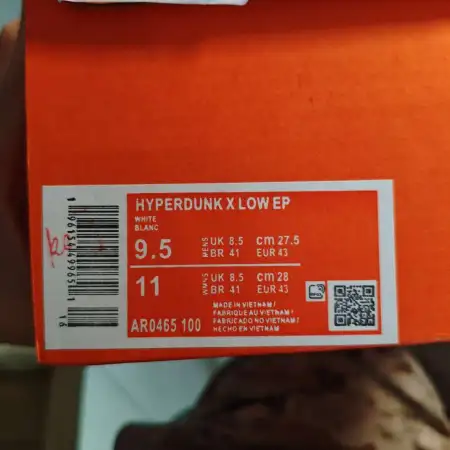 HYPERDUNK X LOW EP
WHITE
BLANC
9.5 MENS UK 8.5 cm 27.5
BR 41 EUR 43
11 WMNS UK 8.5 cm 28
BR 41 EUR 43
MADE IN VIETNAM /
FABRIQUE AU VIETNAM /
FABRICADO NO VIETNAM /
HECHO EN VIETNAM
AR0465 100